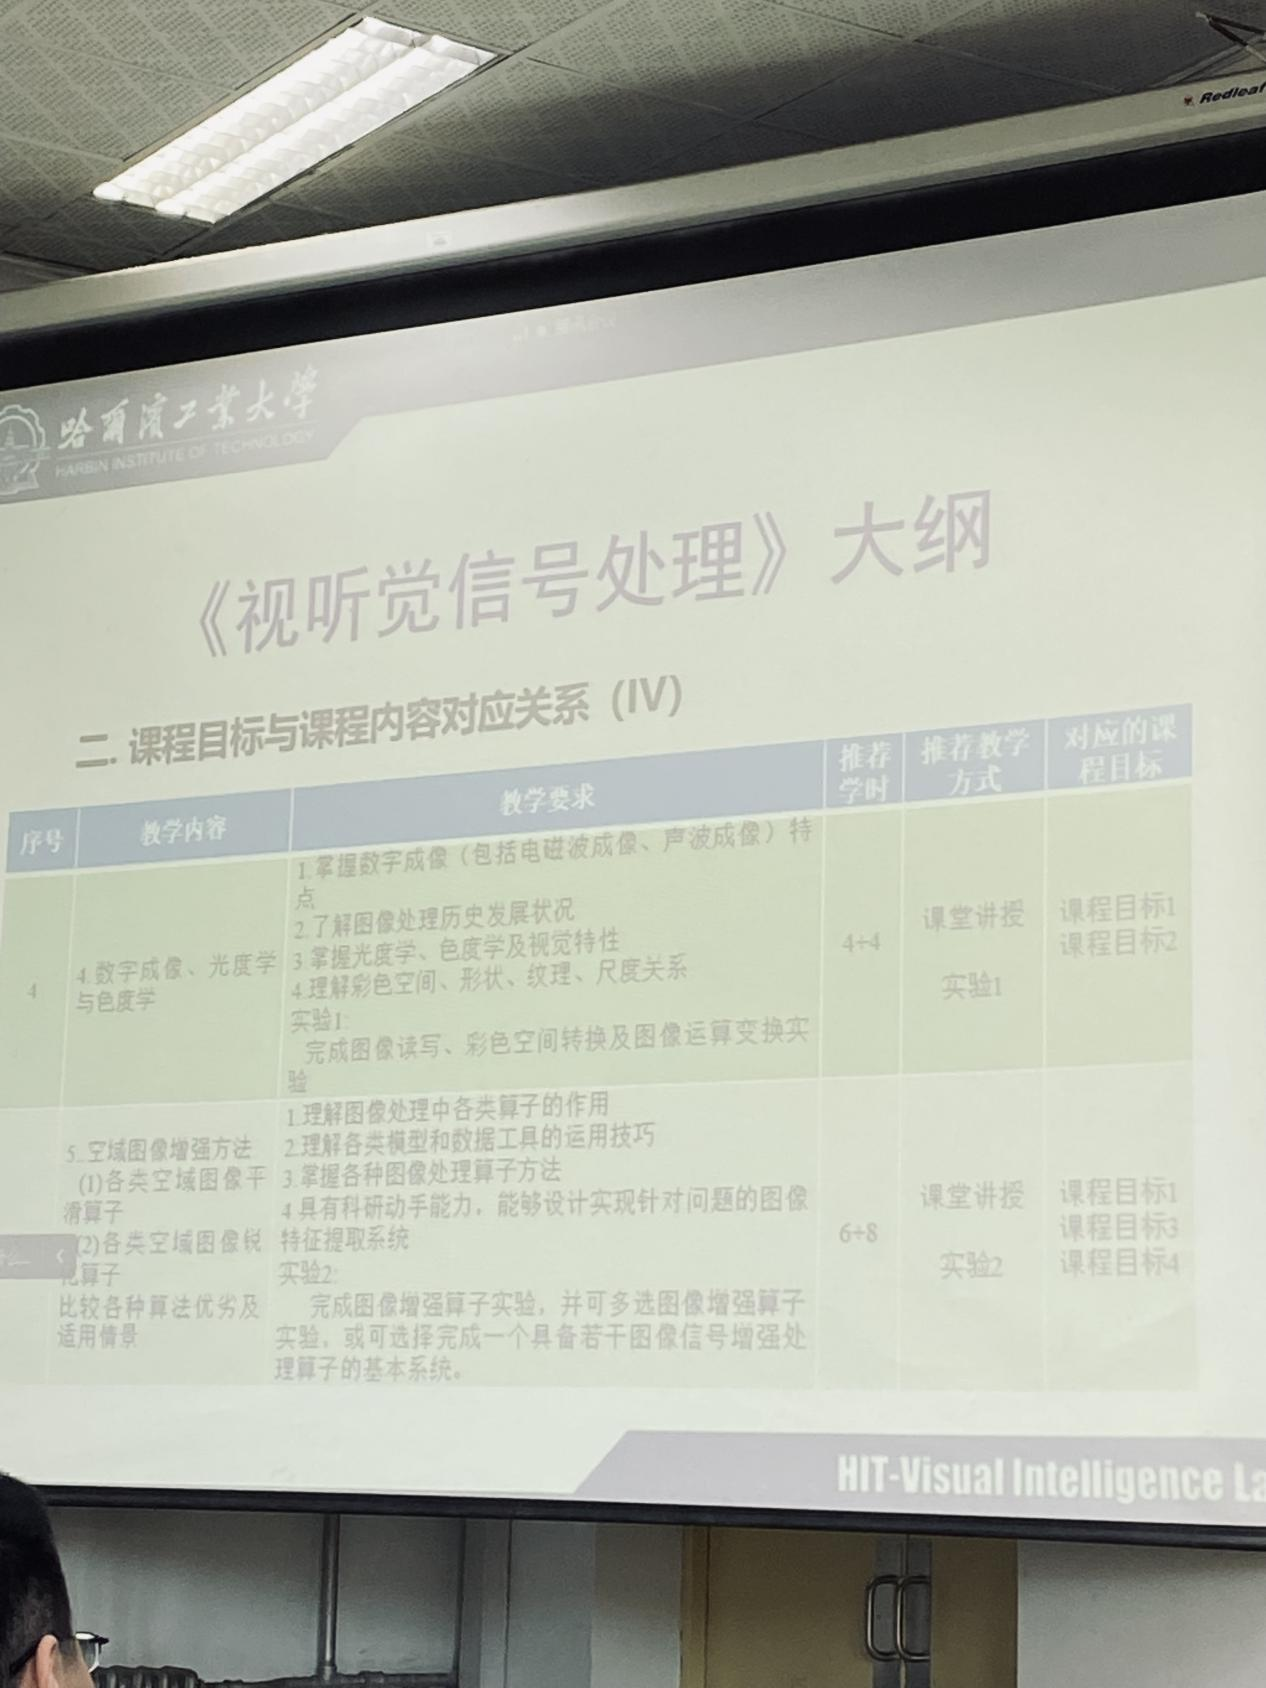 Redleaf
哈爾濱工業大學
HARBIN INSTITUTE OF TECHNOLOGY
《视听觉信号处理》大纲
二. 课程目标与课程内容对应关系（IV）
序号
教学内容
教学要求
推荐
学时
推荐教学
方式
对应的课
程目标
4
4.数字成像、光度学
与色度学
1.掌握数字成像（包括电磁波成像、声波成像）特
点
2.了解图像处理历史发展状况
3.掌握光度学、色度学及视觉特性
4.理解彩色空间、形状、纹理、尺度关系
实验1:
完成图像读写、彩色空间转换及图像运算变换实
验
4+4
课堂讲授
实验1
课程目标1
课程目标2
5. 空域图像增强方法
(1)各类空域图像平
滑算子
(2)各类空域图像锐
化算子
比较各种算法优劣及
适用情景
1.理解图像处理中各类算子的作用
2.理解各类模型和数据工具的运用技巧
3.掌握各种图像处理算子方法
4.具有科研动手能力，能够设计实现针对问题的图像
特征提取系统
实验2:
完成图像增强算子实验，并可多选图像增强算子
实验，或可选择完成一个具备若干图像信号增强处
理算子的基本系统。
6+8
课堂讲授
实验2
课程目标1
课程目标3
课程目标4
HIT-Visual Intelligence La